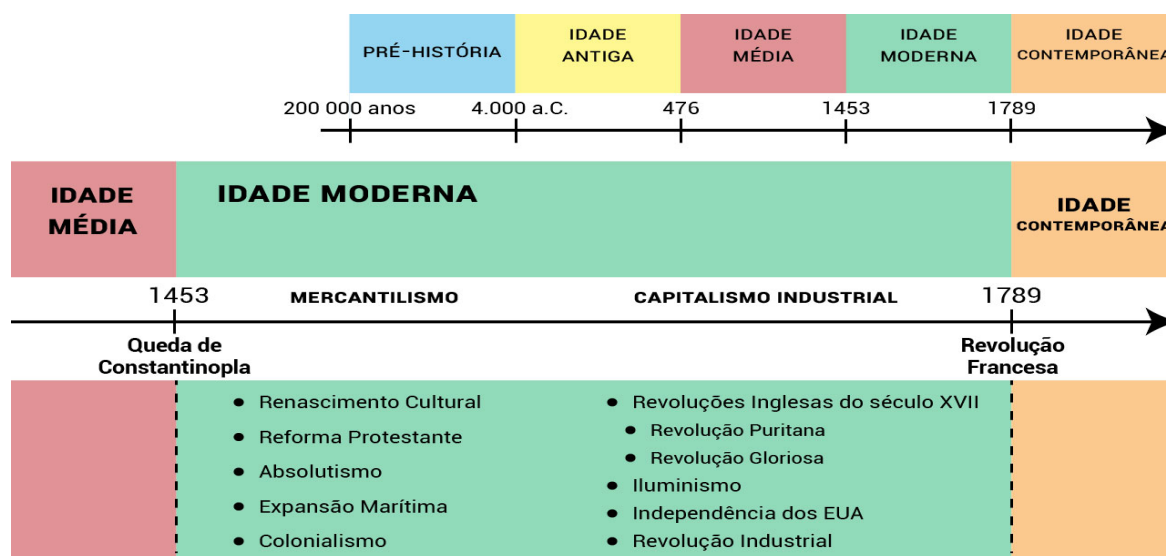 PRÉ-HISTÓRIA
IDADE
ANTIGA
IDADE
MÉDIA
IDADE
MODERNA
IDADE
CONTEMPORÂNEA
200 000 anos 4.000 a.C. 476 1453 1789
IDADE
MÉDIA
IDADE MODERNA
IDADE
CONTEMPORÂNEA
1453 MERCANTILISMO CAPITALISMO INDUSTRIAL 1789
Queda de
Constantinopla
Revolução
Francesa
• Renascimento Cultural
• Reforma Protestante
• Absolutismo
• Expansão Marítima
• Colonialismo
• Revoluções Inglesas do século XVII
• Revolução Puritana
• Revolução Gloriosa
• Iluminismo
• Independência dos EUA
• Revolução Industrial